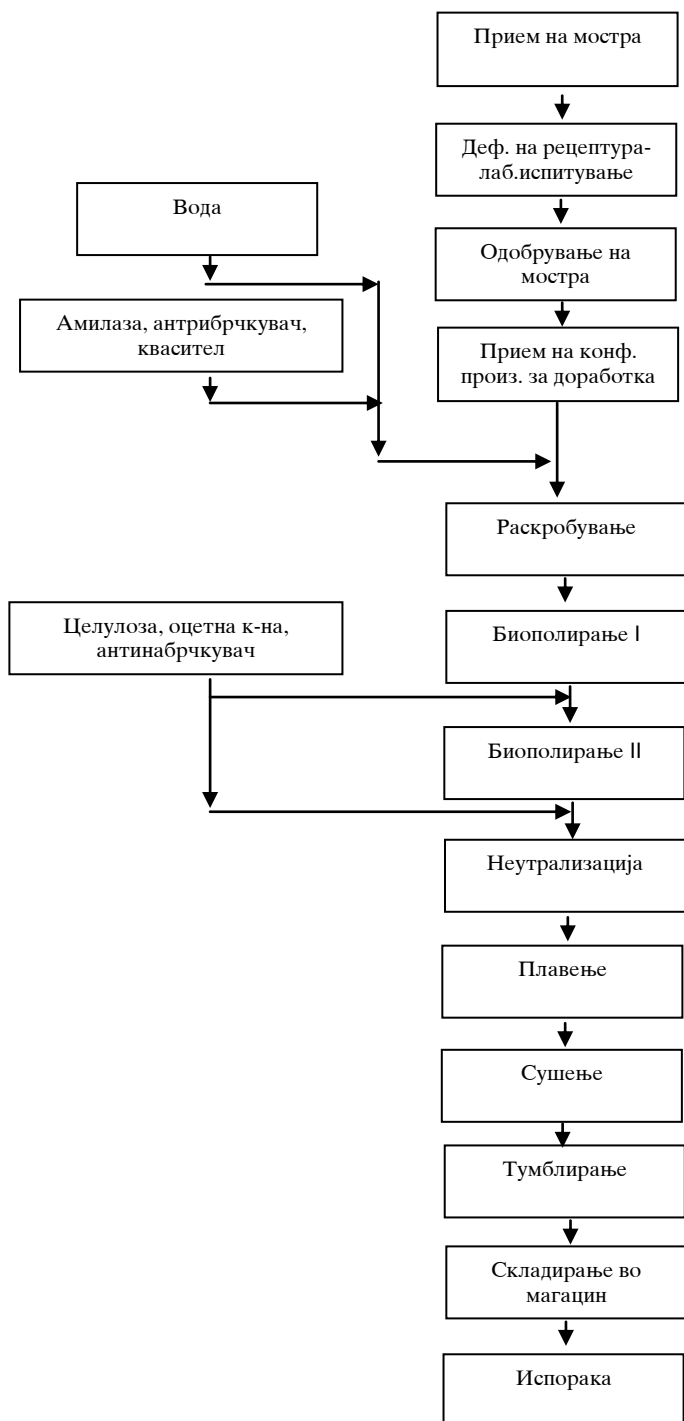 Прием на мостра
Деф. на рецептура-
лаб.испитување
Вода
Одобрување на
мостра
Амилаза, антрибрчкувач,
квасител
Прием на конф.
произ. за доработка
Раскробување
Целулоза, оцетна к-на,
антинабрчкувач
Биополирање I
Биополирање II
Неутрализација
Плавење
Сушење
Тумблирање
Складирање во
магацин
Испорака